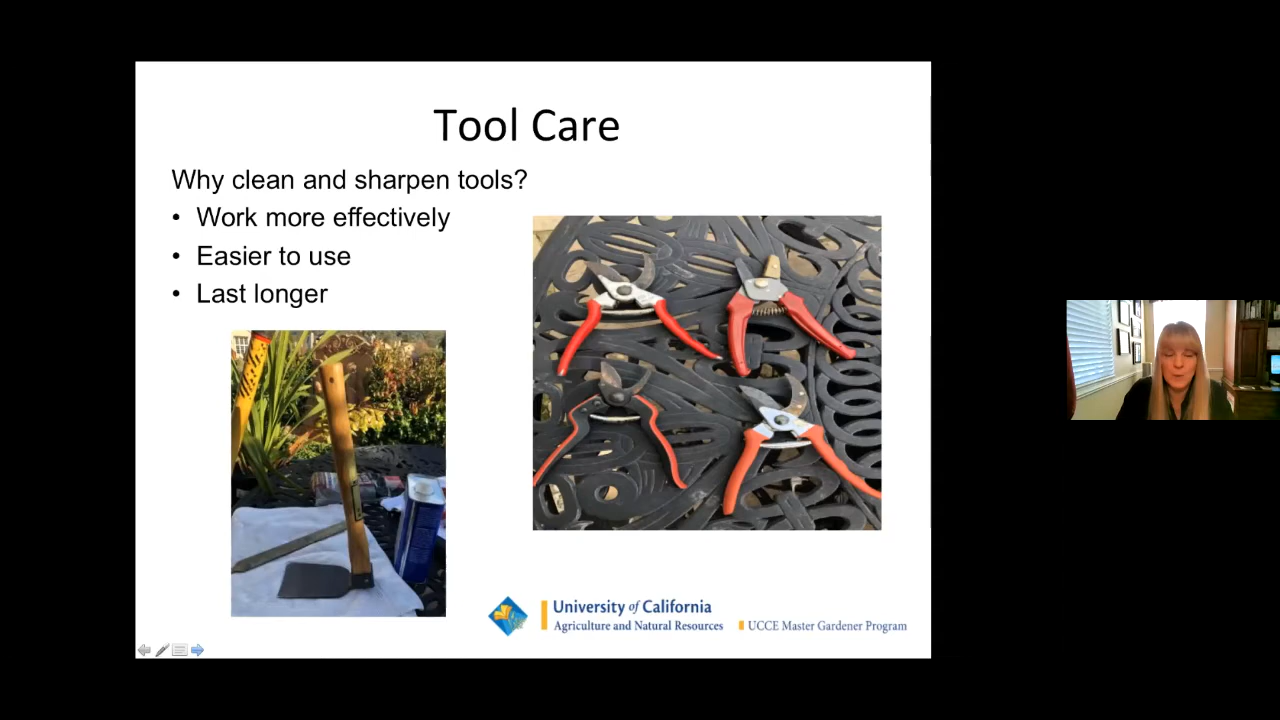 Tool Care
Why clean and sharpen tools?
• Work more effectively
• Easier to use
• Last longer
University of California
Agriculture and Natural Resources
UCCE Master Gardener Program